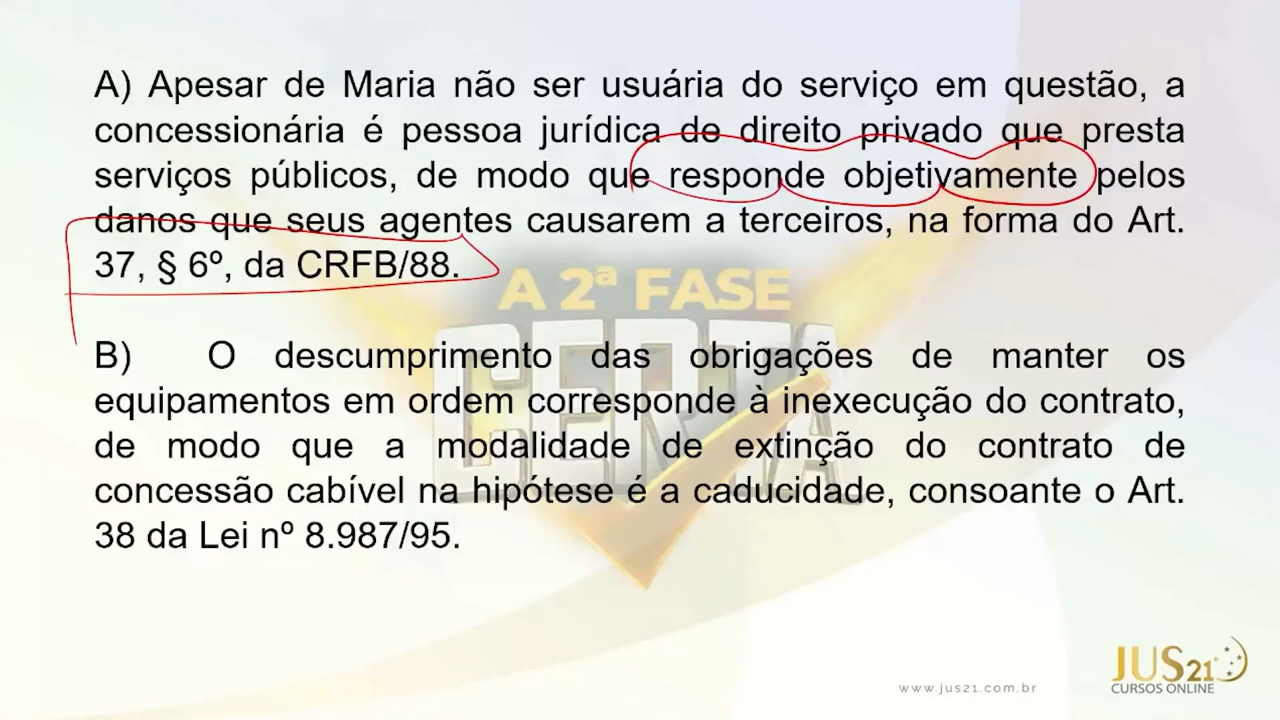 A) Apesar de Maria não ser usuária do serviço em questão, a
concessionária é pessoa jurídica de direito privado que presta
serviços públicos, de modo que responde objetivamente pelos
danos que seus agentes causarem a terceiros, na forma do Art.
37, § 6º, da CRFB/88.
A 2ª FASE
CERTA
B) O descumprimento das obrigações de manter os
equipamentos em ordem corresponde à inexecução do contrato,
de modo que a modalidade de extinção do contrato de
concessão cabível na hipótese é a caducidade, consoante o Art.
38 da Lei nº 8.987/95.
JUS21
CURSOS ONLINE
www.jus21.com.br